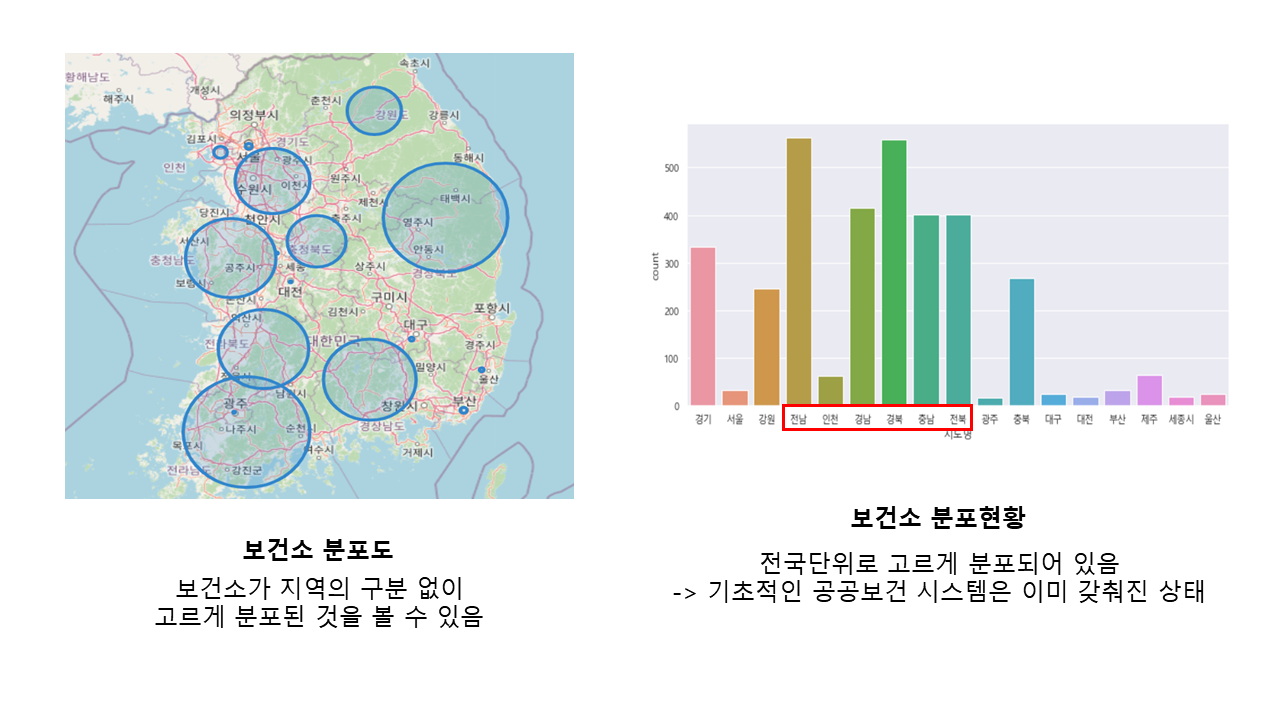 황해남도
해주시
개성시
속초시
춘천시
강원도
강릉시
의정부시
김포시
서울
경기도
광주시
인천
동해시
수원시
이천시
원주시
태백시
제천시
당진시
천안시
충주시
영주시
서산시
충청북도
안동시
충청남도
공주시
세종
상주시
경상북도
보령시
대전
논산시
구미시
김천시
포항시
익산시
대구
전라북도
대한민국
경주시
밀양시
울산
전주시
남원시
광주
창원시
부산
나주시
순천시
경상남도
목포시
여수시
거제시
전라남도
강진군
보건소 분포도
보건소가 지역의 구분 없이
고르게 분포된 것을 볼 수 있음
count
500
400
300
200
100
0
경기 서울 강원 전남 인천 경남 경북 충남 전북 광주 충북 대구 대전 부산 제주 세종시 울산
시도명
보건소 분포현황
전국단위로 고르게 분포되어 있음
-> 기초적인 공공보건 시스템은 이미 갖춰진 상태